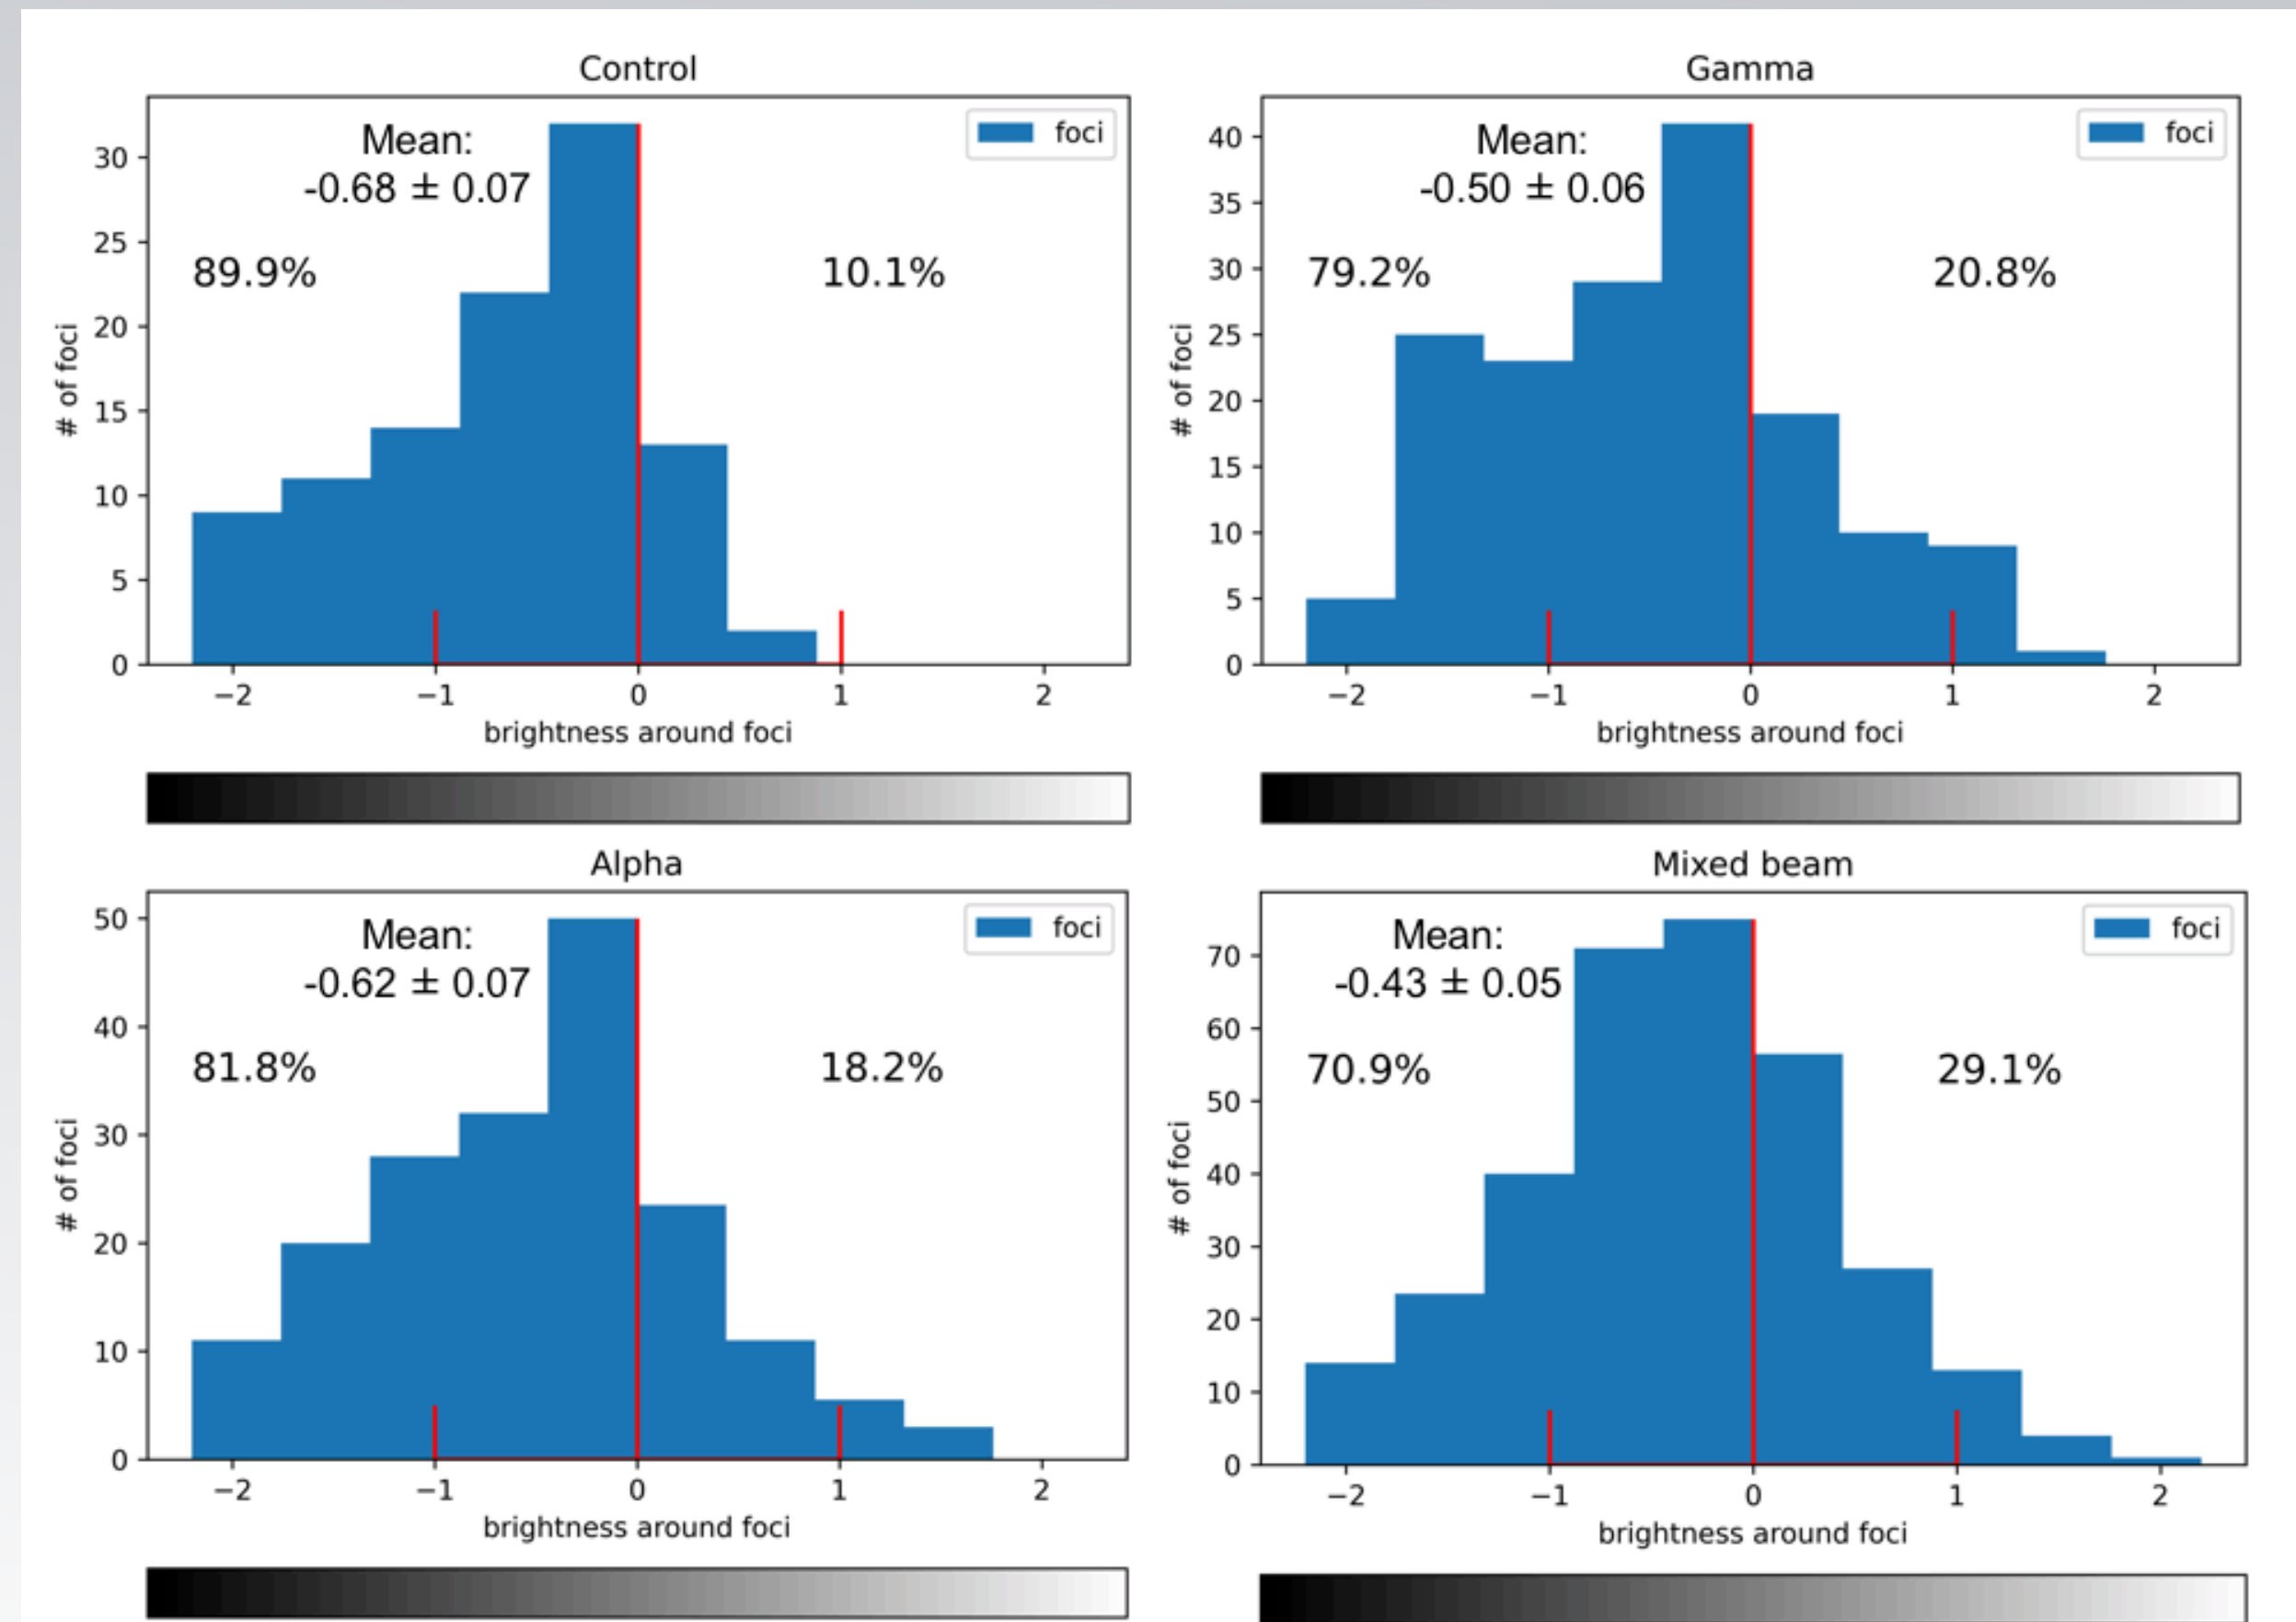 Control
foci
Mean:
-0.68 ± 0.07
89.9%
10.1%
# of foci
30
25
20
15
10
5
0
−2
−1
0
1
2
brightness around foci
Gamma
foci
Mean:
-0.50 ± 0.06
79.2%
20.8%
# of foci
40
35
30
25
20
15
10
5
0
−2
−1
0
1
2
brightness around foci
Alpha
foci
Mean:
-0.62 ± 0.07
81.8%
18.2%
# of foci
50
40
30
20
10
0
−2
−1
0
1
2
brightness around foci
Mixed beam
foci
Mean:
-0.43 ± 0.05
70.9%
29.1%
# of foci
70
60
50
40
30
20
10
0
−2
−1
0
1
2
brightness around foci